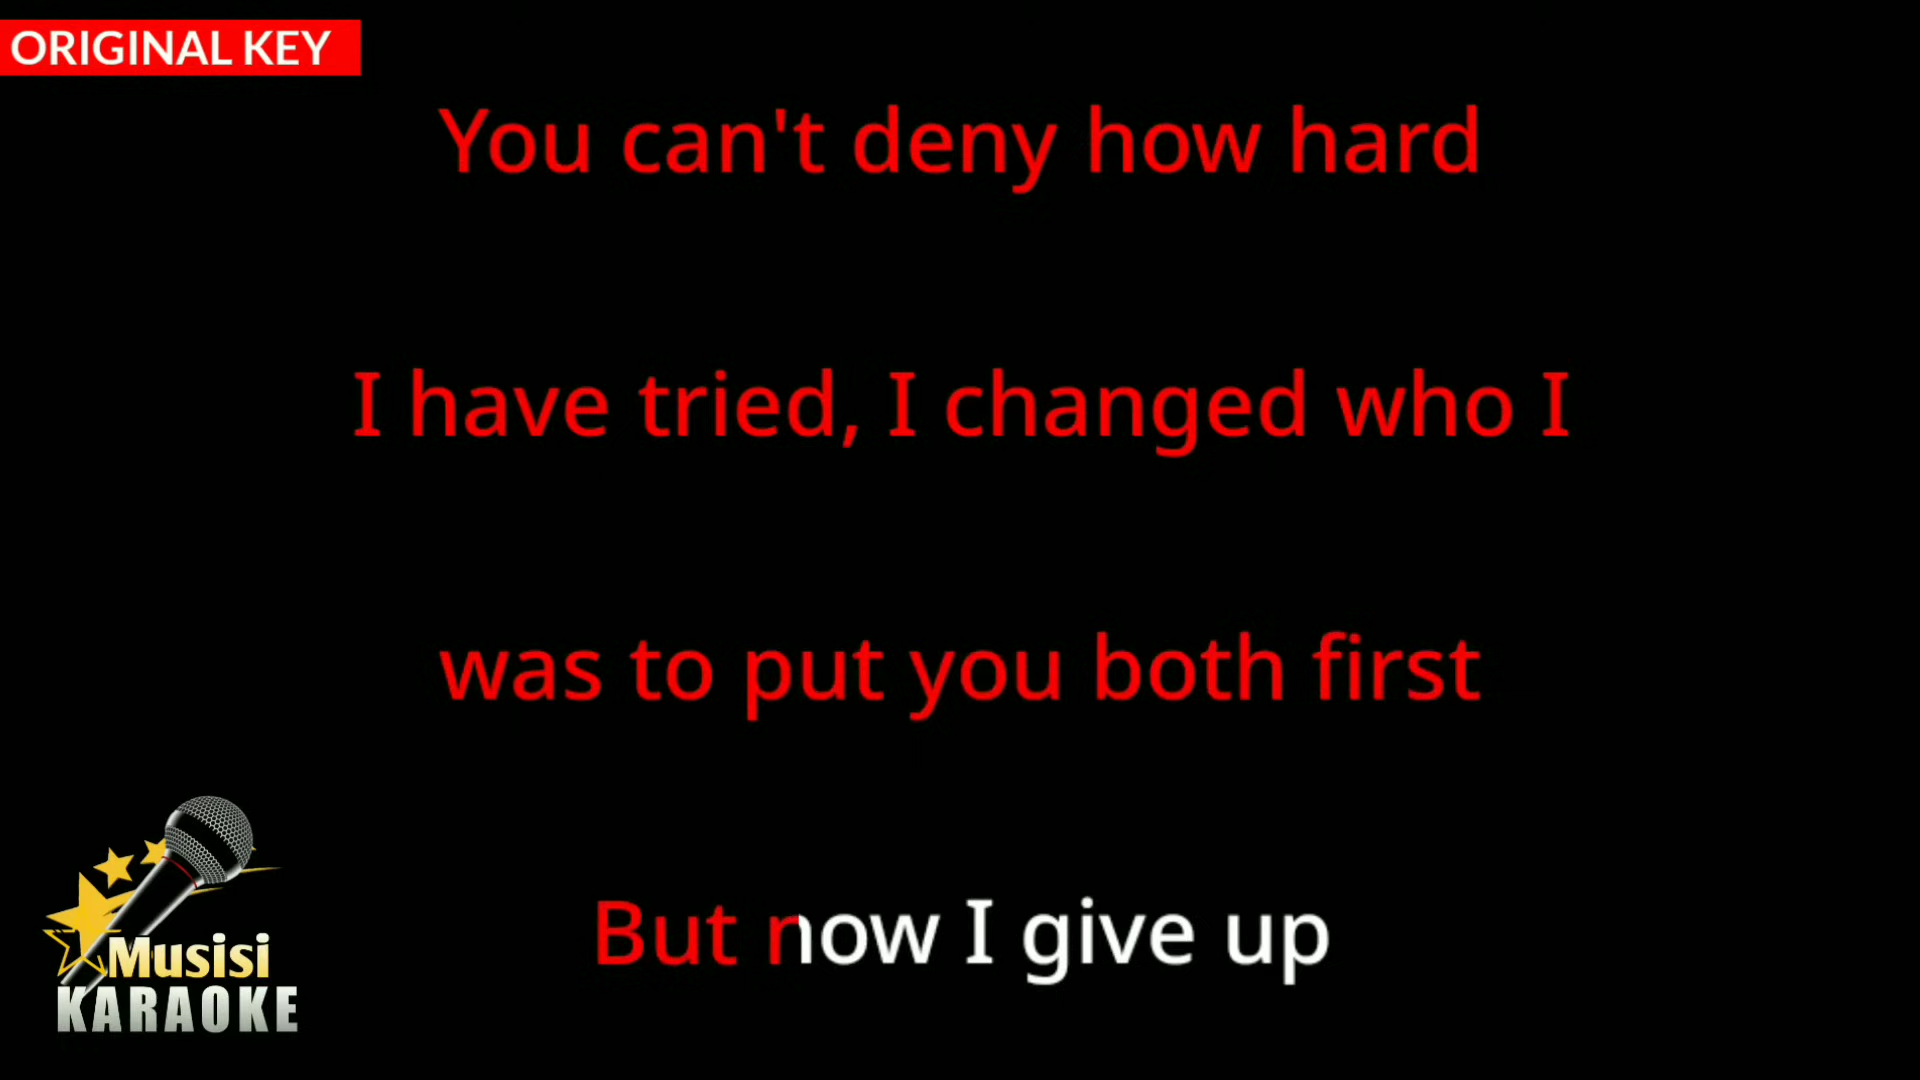 ORIGINAL KEY
You can't deny how hard
I have tried, I changed who I
was to put you both first
But now I give up
Musisi
KARAOKE